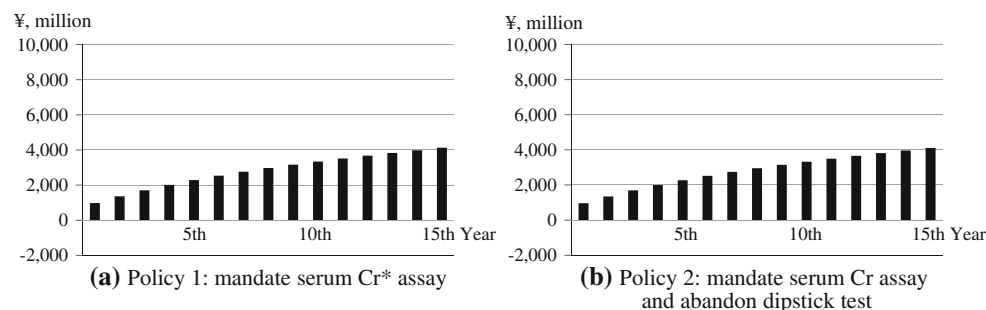 ¥, million
10,000
8,000
6,000
4,000
2,000
0
-2,000
5th 10th 15th Year
(a) Policy 1: mandate serum Cr* assay
¥, million
10,000
8,000
6,000
4,000
2,000
0
-2,000
5th 10th 15th Year
(b) Policy 2: mandate serum Cr assay
and abandon dipstick test